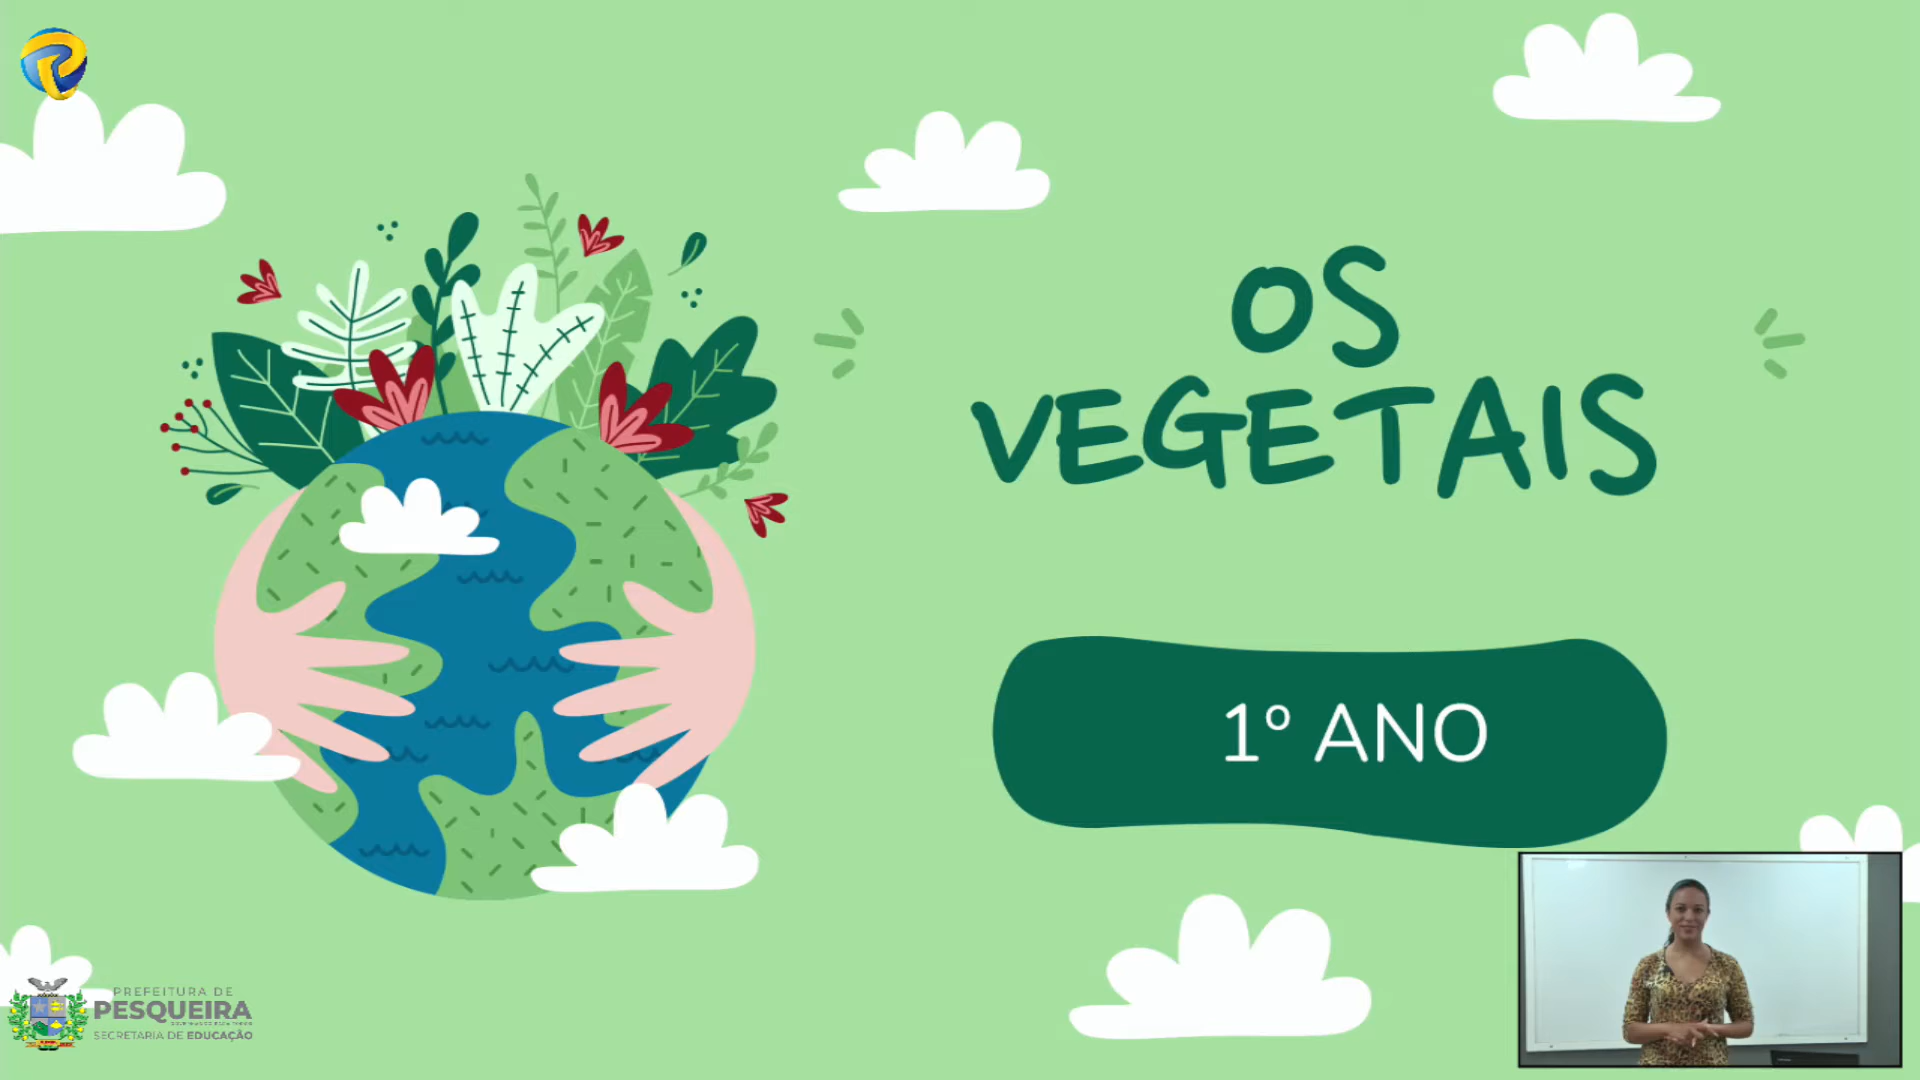 OS
VEGETAIS
1º ANO
PREFEITURA DE
PESQUEIRA
SECRETARIA DE EDUCAÇÃO